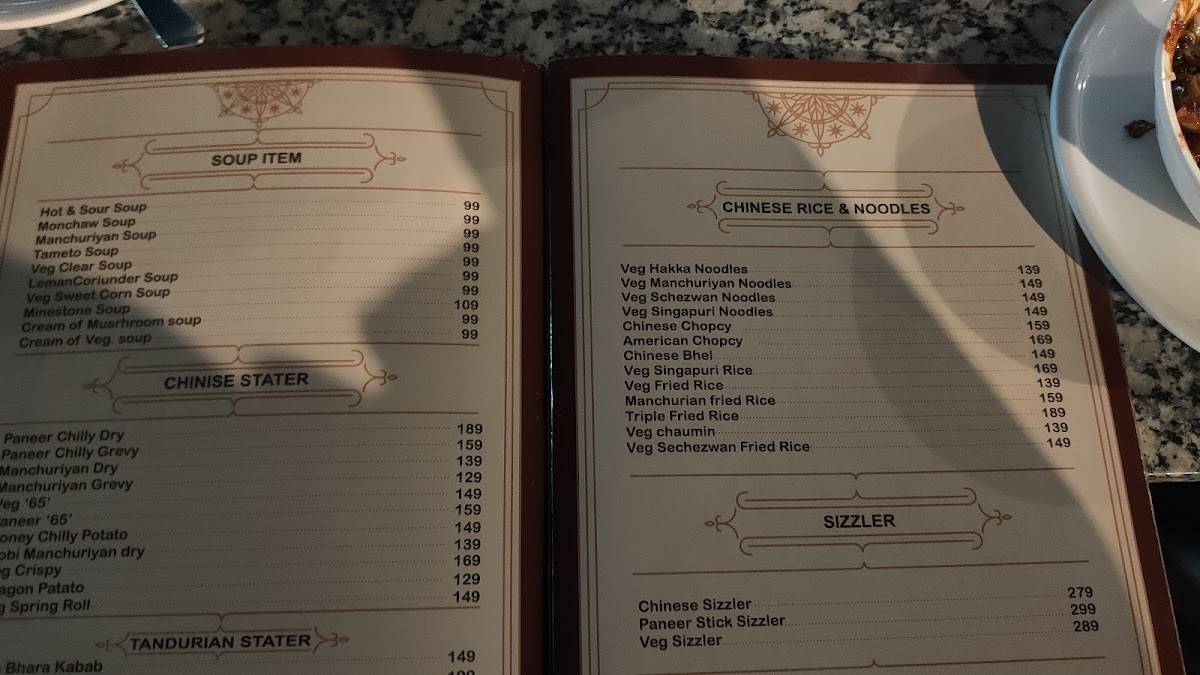 SOUP ITEM
Hot & Sour Soup 99
Monchaw Soup 99
Manchuriyan Soup 99
Tameto Soup 99
Veg Clear Soup 99
LemanCoriunder Soup 99
Veg Sweet Corn Soup 99
Minestone Soup 109
Cream of Musrhroom soup 99
Cream of Veg. soup 99
CHINISE STATER
Paneer Chilly Dry 189
Paneer Chilly Grevy 159
Manchuriyan Dry 139
Manchuriyan Grevy 129
Veg '65' 149
aneer '65' 159
oney Chilly Potato 149
obi Manchuriyan dry 139
g Crispy 169
agon Patato 129
g Spring Roll 149
TANDURIAN STATER
Bhara Kabab 149
CHINESE RICE & NOODLES
Veg Hakka Noodles 139
Veg Manchuriyan Noodles 149
Veg Schezwan Noodles 149
Veg Singapuri Noodles 149
Chinese Chopcy 159
American Chopcy 169
Chinese Bhel 149
Veg Singapuri Rice 169
Veg Fried Rice 139
Manchurian fried Rice 159
Triple Fried Rice 189
Veg chaumin 139
Veg Sechezwan Fried Rice 149
SIZZLER
Chinese Sizzler 279
Paneer Stick Sizzler 299
Veg Sizzler 289